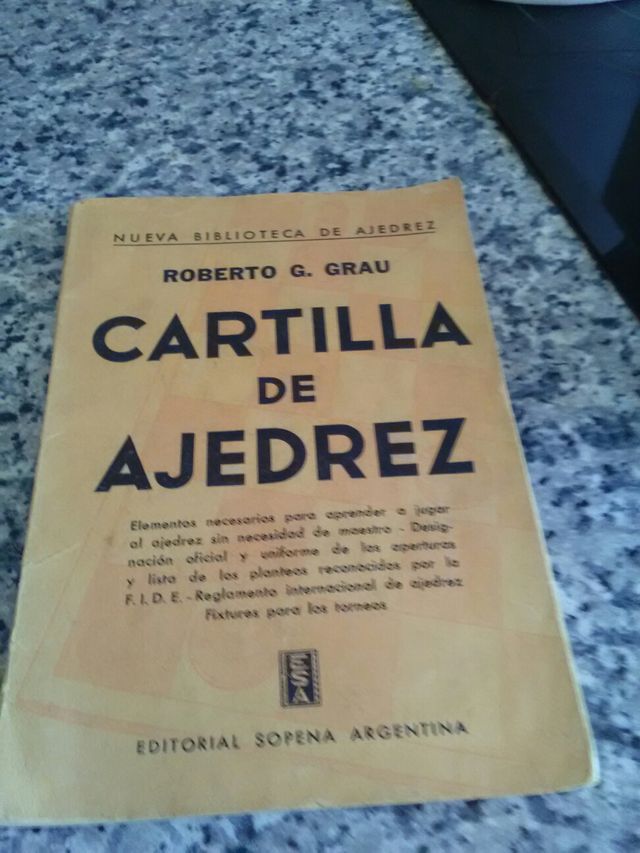 NUEVA BIBLIOTECA DE AJEDREZ
ROBERTO G. GRAU
CARTILLA
DE
AJEDREZ
Elementos necesarios para aprender a jugar
al ajedrez sin necesidad de maestro - Desig-
nación oficial y uniforme de las aperturas
y lista de los planteos reconocidos por la
F. I. D. E. - Reglamento internacional de ajedrez
Fixtures para los torneos
ESA
EDITORIAL SOPENA ARGENTINA